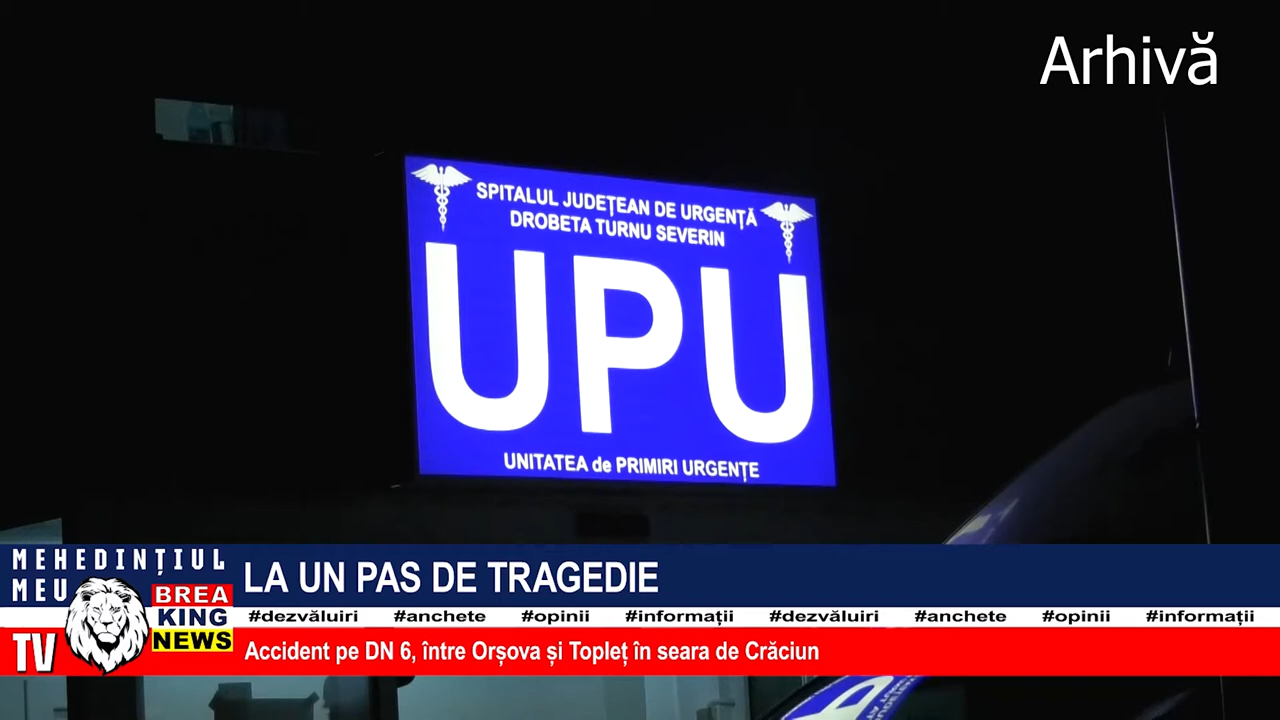 Arhivă
SPITALUL JUDEȚEAN DE URGENȚĂ
DROBETA TURNU SEVERIN
UPU
UNITATEA de PRIMIRI URGENȚE
MEHEDINȚIUL
MEU
TV
BREA
KING
NEWS
LA UN PAS DE TRAGEDIE
#dezvăluiri #anchete #opinii #informații #dezvăluiri #anchete #opinii #informații
Accident pe DN 6, între Orșova și Topleț în seara de Crăciun